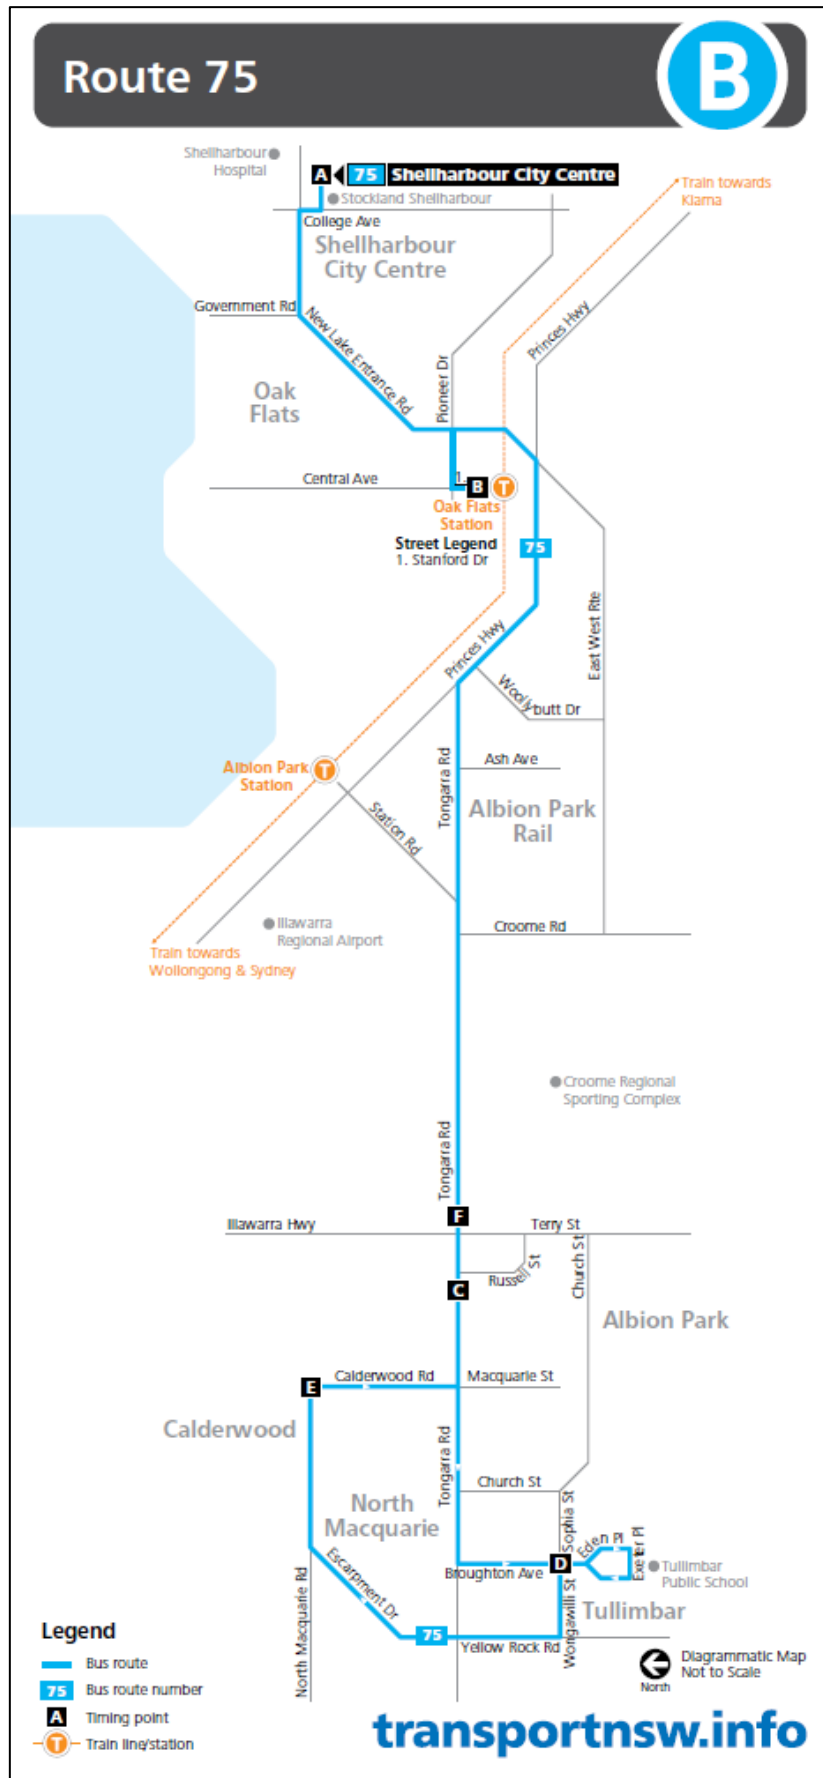 Route 75
B
Shellharbour
Hospital
A
75
Shellharbour City Centre
Stockland Shellharbour
Train towards
Kiama
College Ave
Shellharbour
City Centre
Government Rd
New Lake Entrance Rd
Princes Hwy
Pioneer Dr
Oak
Flats
Central Ave
1.
B
T
Oak Flats
Station
Street Legend
1. Stanford Dr
75
East West Rte
Princes Hwy
Woollybutt Dr
Tongarra Rd
Ash Ave
Albion Park
Station
T
Station Rd
Albion Park
Rail
Illawarra
Regional Airport
Croome Rd
Train towards
Wollongong & Sydney
Croome Regional
Sporting Complex
Tongarra Rd
F
Illawarra Hwy
Terry St
Russell St
Church St
C
Albion Park
Calderwood Rd
Macquarie St
E
Calderwood
Tongarra Rd
Church St
North
Macquarie
Sophia St
Eden Pl
Exeter Pl
D
Broughton Ave
Tullimbar
Public School
Escarpment Dr
Wongawilli St
Tullimbar
North Macquarie Rd
75
Yellow Rock Rd
Legend
Bus route
75
Bus route number
A
Timing point
T
Train line/station
North
Diagrammatic Map
Not to Scale
transportnsw.info